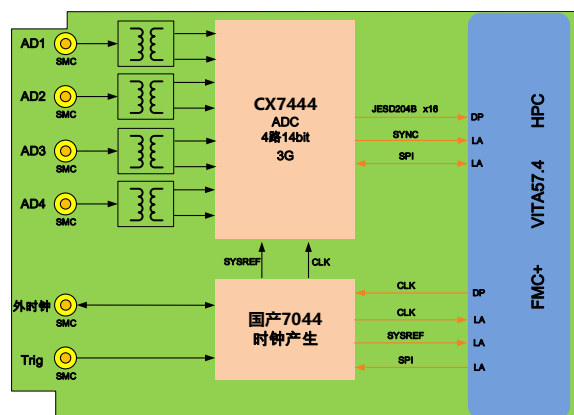 AD1
SMC
AD2
SMC
AD3
SMC
AD4
SMC
CX7444
ADC
4路14bit
3G
JESD204B x16
DP
SYNC
LA
SPI
LA
HPC
VITA57.4
FMC+
SYSREF
CLK
外时钟
SMC
Trig
SMC
国产7044
时钟产生
CLK
DP
CLK
LA
SYSREF
LA
SPI
LA